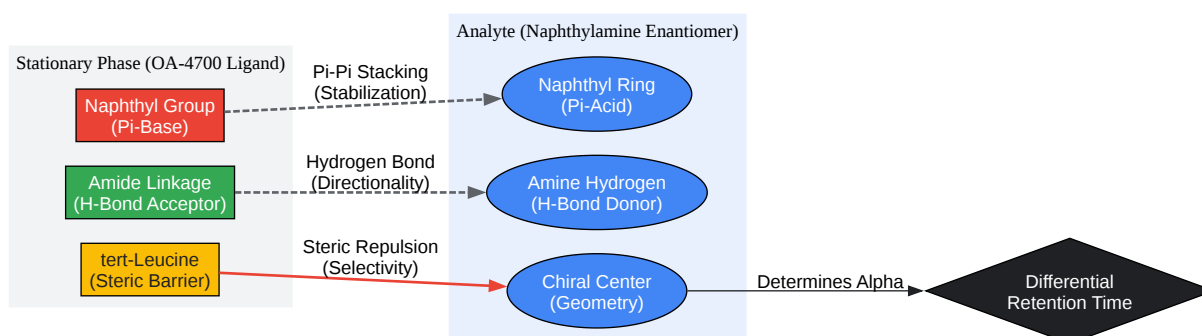 Stationary Phase (OA-4700 Ligand)
Naphthyl Group
(Pi-Base)
Amide Linkage
(H-Bond Acceptor)
tert-Leucine
(Steric Barrier)
Pi-Pi Stacking
(Stabilization)
Hydrogen Bond
(Directionality)
Steric Repulsion
(Selectivity)
Analyte (Naphthylamine Enantiomer)
Naphthyl Ring
(Pi-Acid)
Amine Hydrogen
(H-Bond Donor)
Chiral Center
(Geometry)
Determines Alpha
Differential
Retention Time